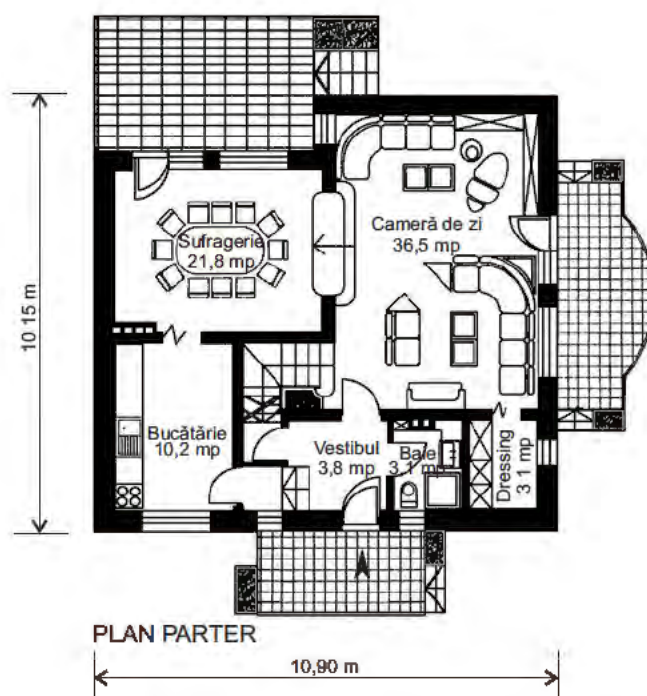 10 15 m
Sufragerie
21,8 mp
Cameră de zi
36,5 mp
Bucătărie
10,2 mp
Vestibul
3,8 mp
Baie
3,1 mp
Dressing
3 1 mp
PLAN PARTER
10,90 m